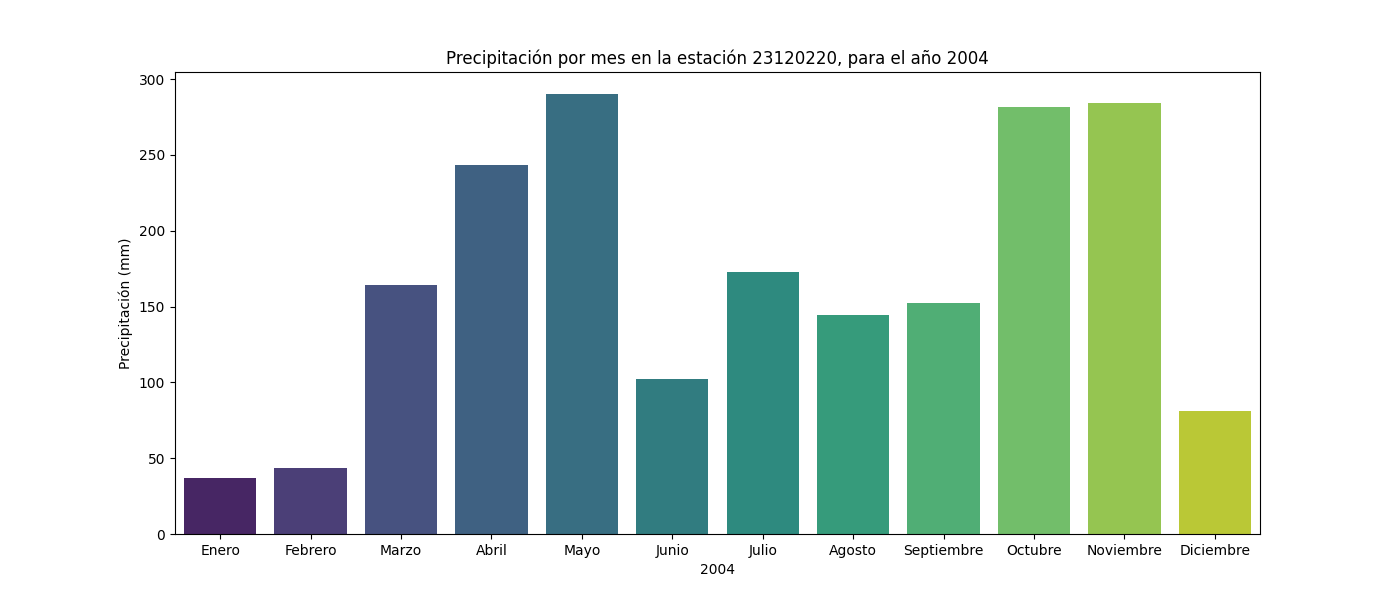 Precipitación por mes en la estación 23120220, para el año 2004
300
250
200
150
100
50
0
Precipitación (mm)
Enero Febrero Marzo Abril Mayo Junio Julio Agosto Septiembre Octubre Noviembre Diciembre
2004